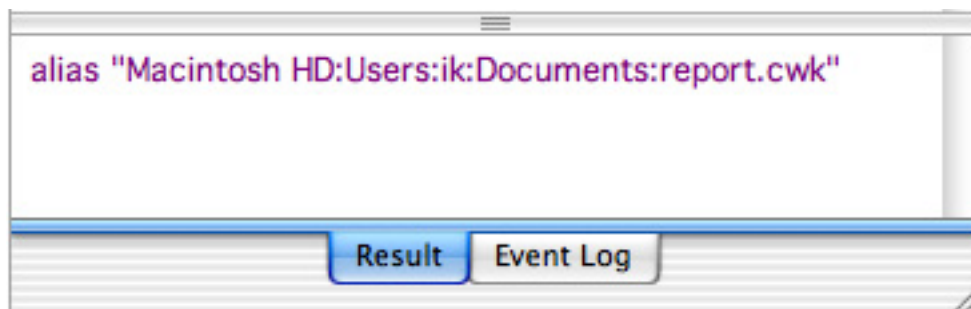 alias "Macintosh HD:Users:ik:Documents:report.cwk"
Result Event Log